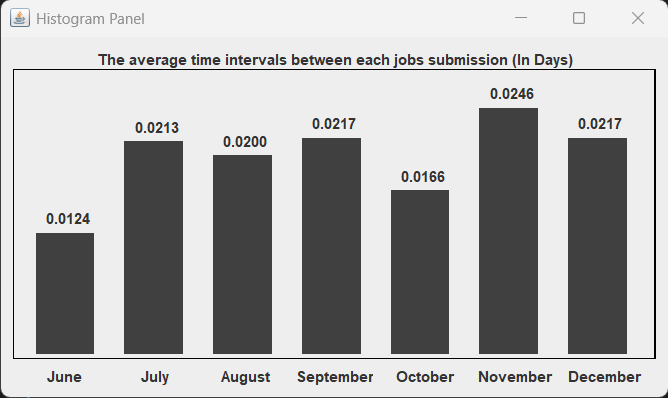 Histogram Panel
The average time intervals between each jobs submission (In Days)
0.0124
0.0213
0.0200
0.0217
0.0166
0.0246
0.0217
June
July
August
September
October
November
December